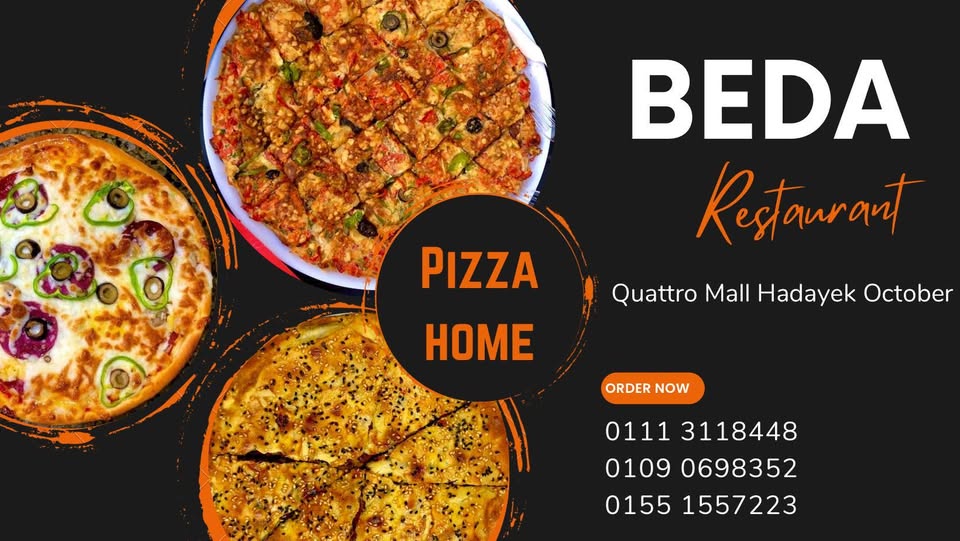 BEDA
Restaurant
Pizza
Home
Quattro Mall Hadayek October
ORDER NOW
0111 3118448
0109 0698352
0155 1557223